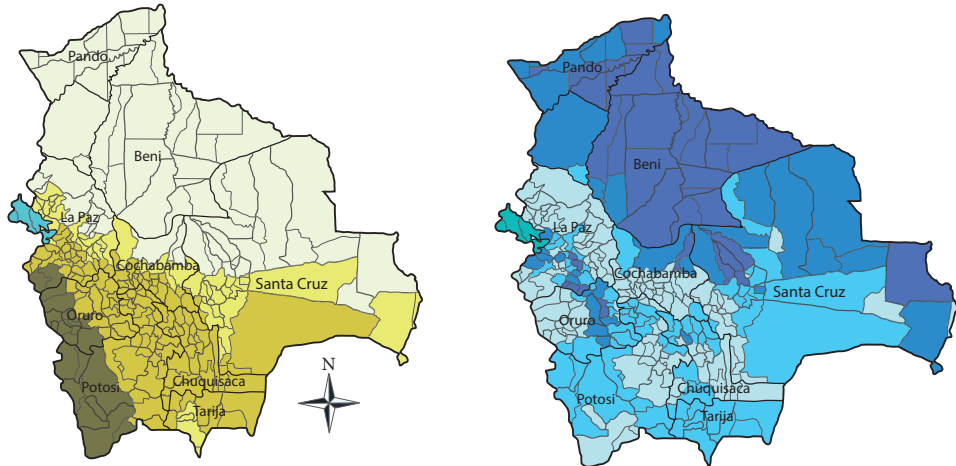 Pando
Beni
La Paz
Cochabamba
Santa Cruz
Oruro
N
Potosi
Chuquisaca
Tarija
Pando
Beni
La Paz
Cochabamba
Santa Cruz
Oruro
Potosi
Chuquisaca
Tarija